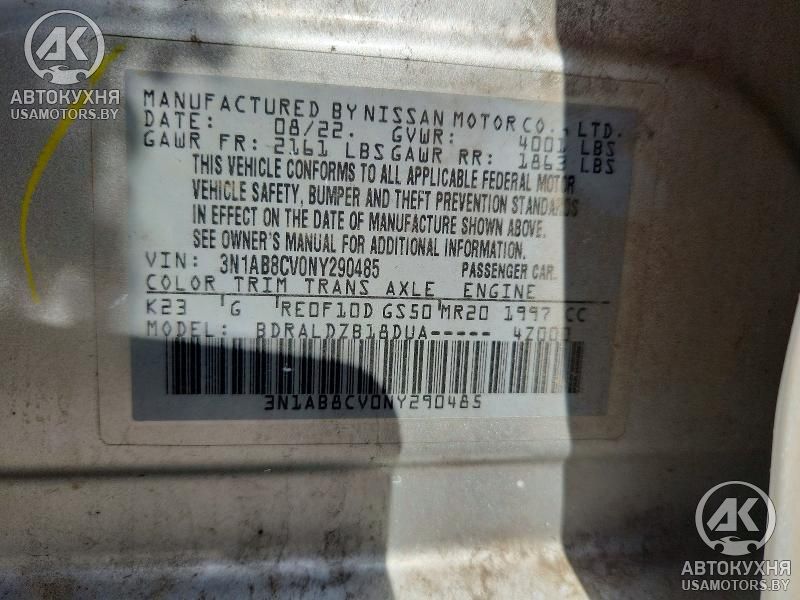 АК
АВТОКУХНЯ
USAMOTORS.BY
MANUFACTURED BY NISSAN MOTOR CO., LTD.
DATE: 08/22. GVWR: 4001 LBS
GAWR FR: 2161 LBS GAWR RR: 1863 LBS
THIS VEHICLE CONFORMS TO ALL APPLICABLE FEDERAL MOTOR
VEHICLE SAFETY, BUMPER AND THEFT PREVENTION STANDARDS
IN EFFECT ON THE DATE OF MANUFACTURE SHOWN ABOVE.
SEE OWNER'S MANUAL FOR ADDITIONAL INFORMATION.
VIN: 3N1AB8CV0NY290485 PASSENGER CAR.
COLOR TRIM TRANS AXLE ENGINE
K23 G RE0F10D GS50 MR20 1997 CC
MODEL: BDRALDZB18DUA-----
3N1AB8CV0NY290485
АК
АВТОКУХНЯ
USAMOTORS.BY